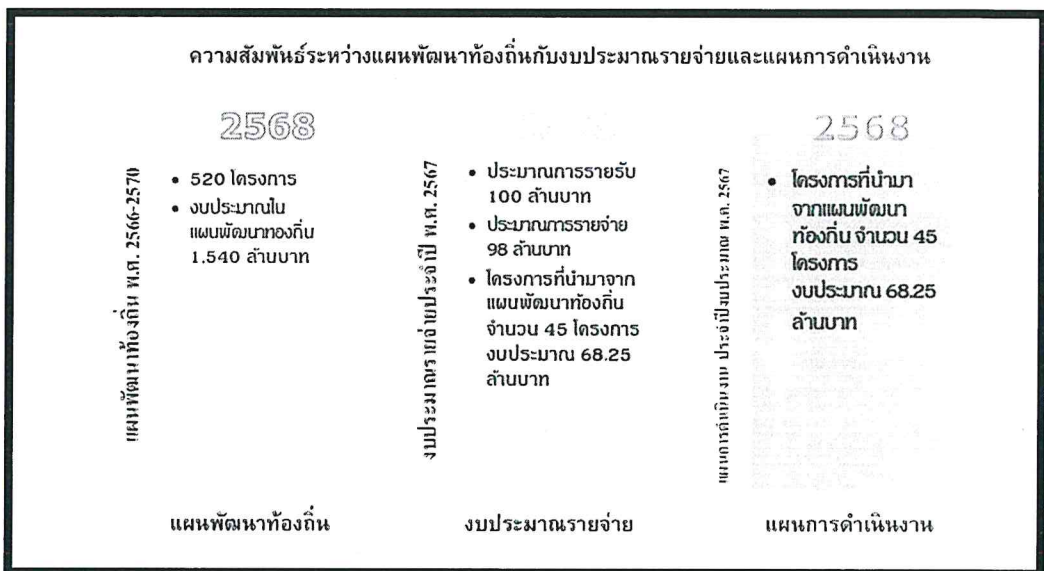 ความสัมพันธ์ระหว่างแผนพัฒนาท้องถิ่นกับงบประมาณรายจ่ายและแผนการดำเนินงาน
2568
แผนพัฒนาท้องถิ่น พ.ศ. 2566-2570
• 520 โครงการ
• งบประมาณใน
แผนพัฒนาทองถิ่น
1.540 ล้านบาท
แผนพัฒนาท้องถิ่น
งบประมาณรายจ่ายประจำปี พ.ศ. 2567
• ประมาณการรายรับ
100 ล้านบาท
• ประมาณการรายจ่าย
98 ล้านบาท
• โครงการที่นำมาจาก
แผนพัฒนาท้องถิ่น
จำนวน 45 โครงการ
งบประมาณ 68.25
ล้านบาท
งบประมาณรายจ่าย
2568
แผนการดำเนินงาน ประจำปีงบประมาณ พ.ศ. 2567
• โครงการที่นำมา
จากแผนพัฒนา
ท้องถิ่น จำนวน 45
โครงการ
งบประมาณ 68.25
ล้านบาท
แผนการดำเนินงาน